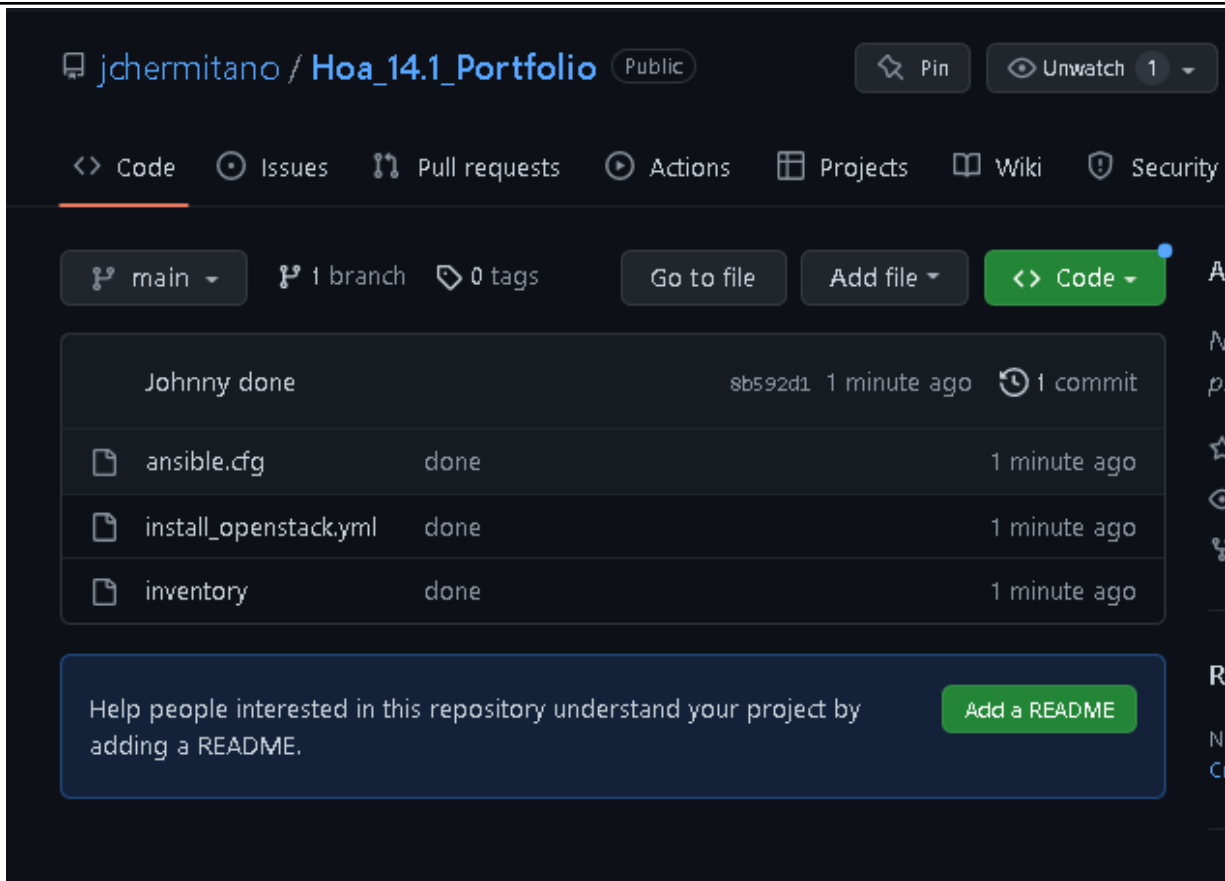 jchermitano / Hoa_14.1_Portfolio Public Pin Unwatch 1
Code Issues Pull requests Actions Projects Wiki Security
main 1 branch 0 tags Go to file Add file Code A
Johnny done 8b592d1 1 minute ago 1 commit
ansible.cfg done 1 minute ago
install_openstack.yml done 1 minute ago
inventory done 1 minute ago
Help people interested in this repository understand your project by
adding a README.
Add a README
R